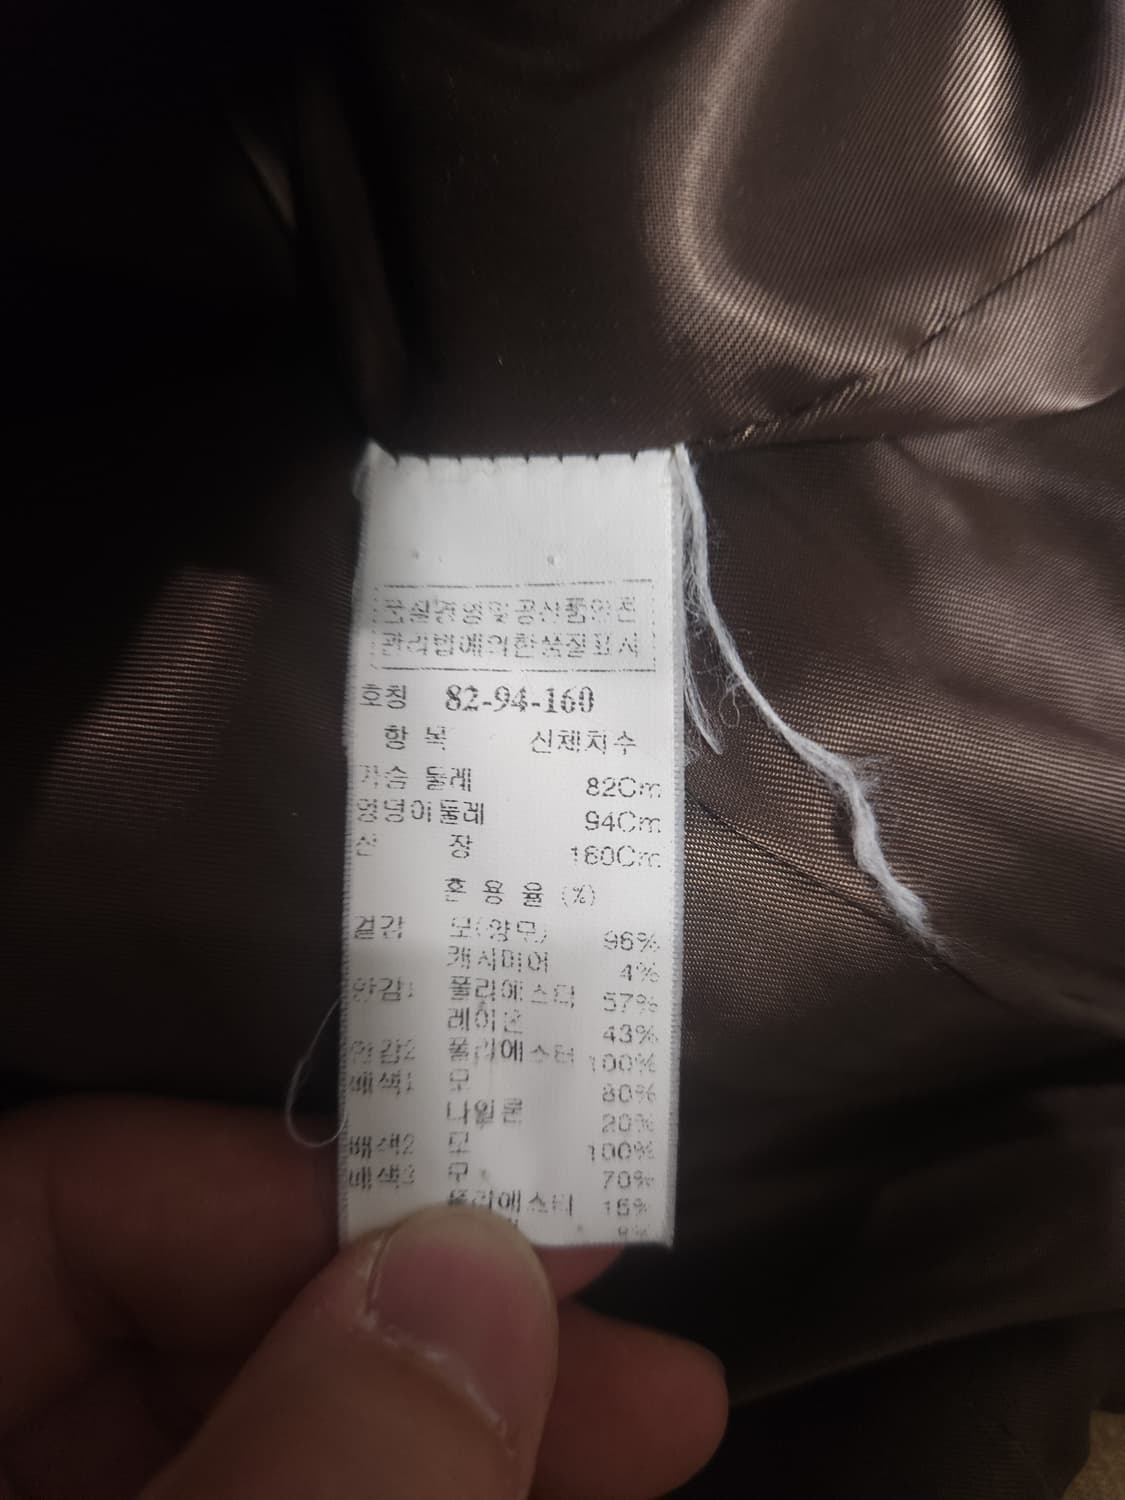 품질경영및공산품안전
관리법에의한품질표시
호칭 82-94-160
항 목 신체치수
가슴 둘레 82Cm
엉덩이둘레 94Cm
신 장 160Cm
혼 용 율 (%)
겉감 모(양모) 96%
캐시미어 4%
안감1 폴리에스터 57%
레이온 43%
안감2 폴리에스터 100%
배색1 모 80%
나일론 20%
배색2 모 100%
배색3 모 70%
폴리에스터 15%